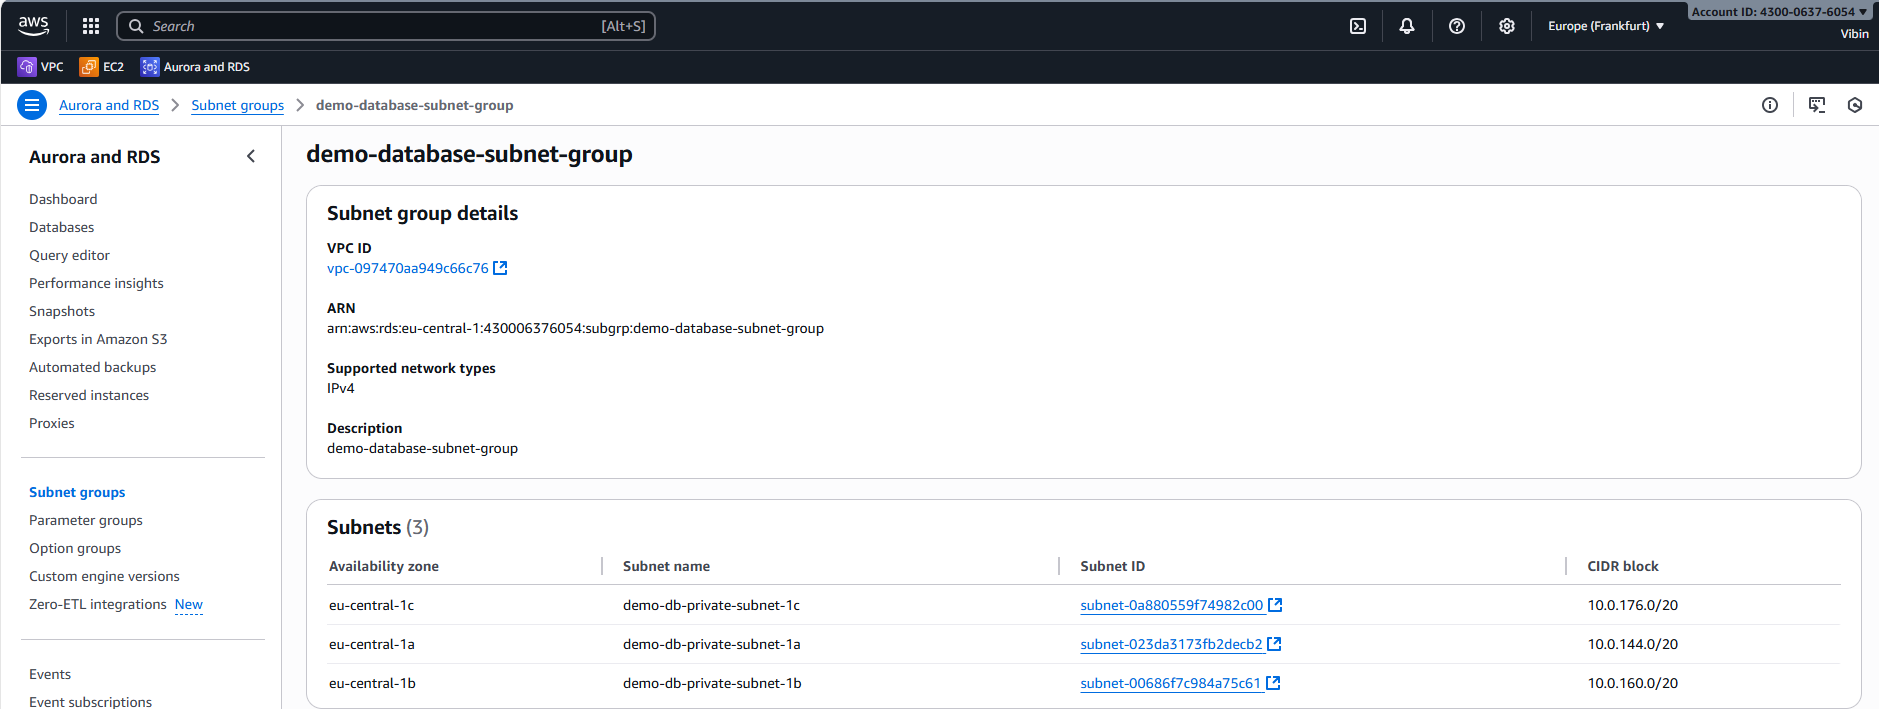 aws
Search [Alt+S]
Europe (Frankfurt)
Account ID: 4300-0637-6054
Vibin
VPC EC2 Aurora and RDS
Aurora and RDS Subnet groups demo-database-subnet-group
Aurora and RDS
Dashboard
Databases
Query editor
Performance insights
Snapshots
Exports in Amazon S3
Automated backups
Reserved instances
Proxies
Subnet groups
Parameter groups
Option groups
Custom engine versions
Zero-ETL integrations New
Events
Event subscriptions
demo-database-subnet-group
Subnet group details
VPC ID
vpc-097470aa949c66c76
ARN
arn:aws:rds:eu-central-1:430006376054:subgrp:demo-database-subnet-group
Supported network types
IPv4
Description
demo-database-subnet-group
Subnets (3)
Availability zone Subnet name Subnet ID CIDR block
eu-central-1c demo-db-private-subnet-1c subnet-0a880559f74982c00 10.0.176.0/20
eu-central-1a demo-db-private-subnet-1a subnet-023da3173fb2decb2 10.0.144.0/20
eu-central-1b demo-db-private-subnet-1b subnet-00686f7c984a75c61 10.0.160.0/20